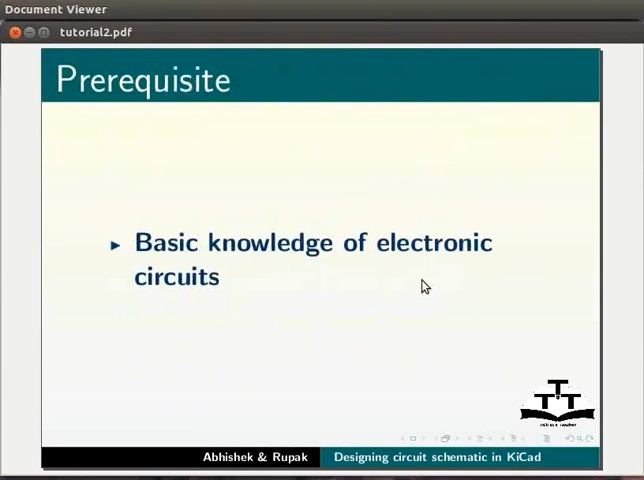 Document Viewer
tutorial2.pdf
Prerequisite
Basic knowledge of electronic
circuits
T
T T
Abhishek & Rupak
Designing circuit schematic in KiCad